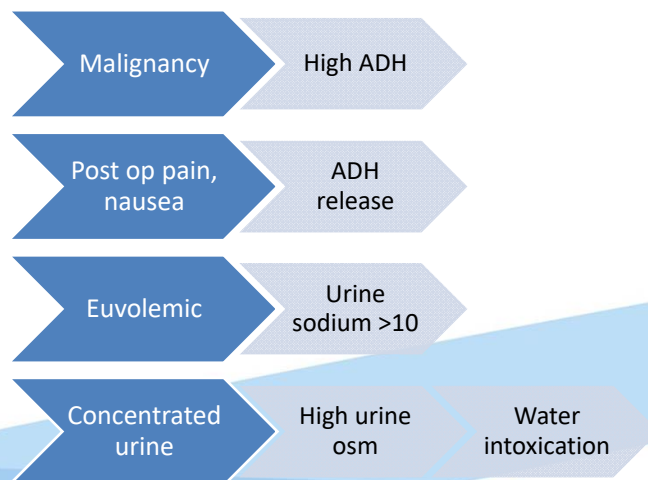 Malignancy
High ADH
Post op pain,
nausea
ADH
release
Euvolemic
Urine
sodium >10
Concentrated
urine
High urine
osm
Water
intoxication